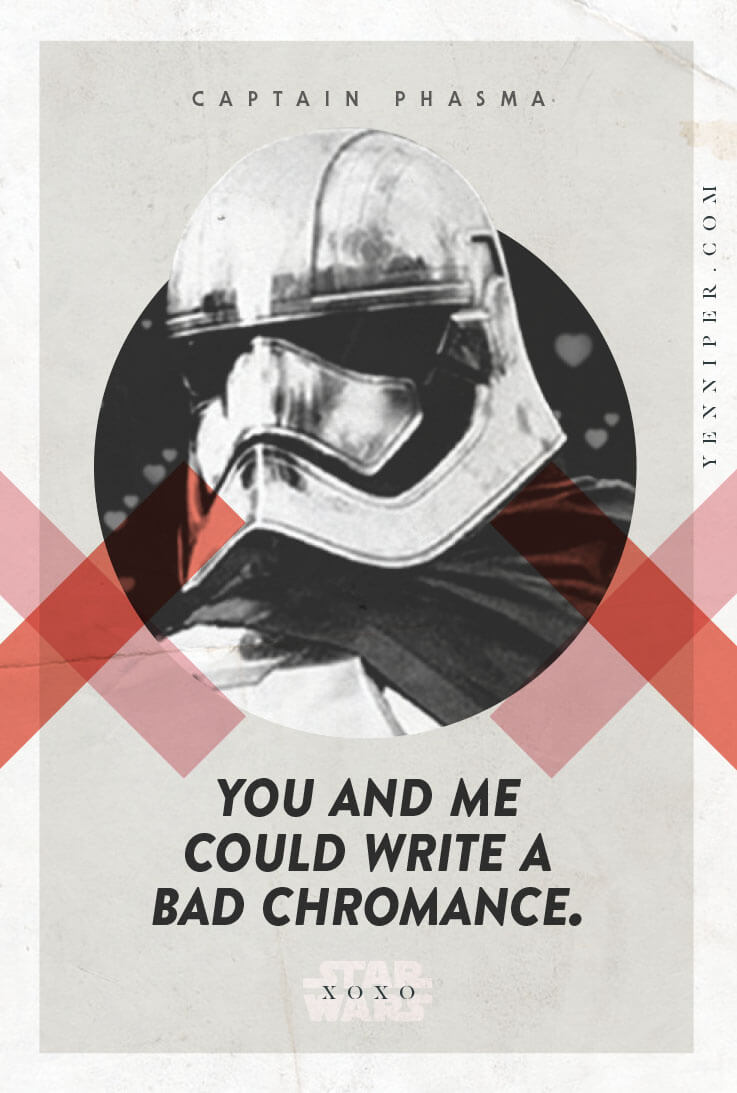 CAPTAIN PHASMA
YENNIPER.COM
YOU AND ME
COULD WRITE A
BAD CHROMANCE.
STAR
XOXO
WARS